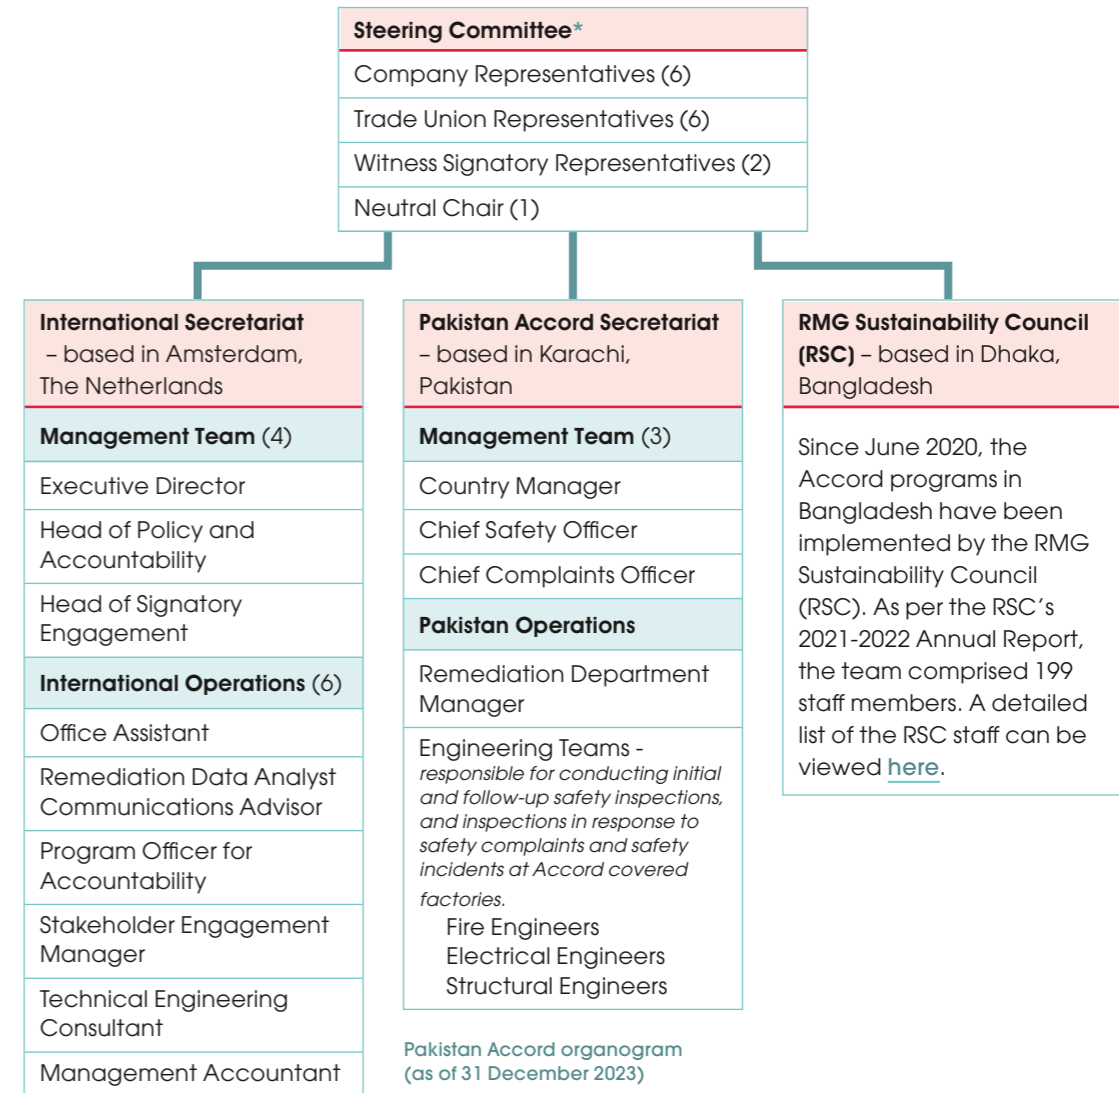 Steering Committee*
Company Representatives (6)
Trade Union Representatives (6)
Witness Signatory Representatives (2)
Neutral Chair (1)
International Secretariat
– based in Amsterdam,
The Netherlands
Management Team (4)
Executive Director
Head of Policy and
Accountability
Head of Signatory
Engagement
International Operations (6)
Office Assistant
Remediation Data Analyst
Communications Advisor
Program Officer for
Accountability
Stakeholder Engagement
Manager
Technical Engineering
Consultant
Management Accountant
Pakistan Accord Secretariat
– based in Karachi,
Pakistan
Management Team (3)
Country Manager
Chief Safety Officer
Chief Complaints Officer
Pakistan Operations
Remediation Department
Manager
Engineering Teams -
responsible for conducting initial
and follow-up safety inspections,
and inspections in response to
safety complaints and safety
incidents at Accord covered
factories.
Fire Engineers
Electrical Engineers
Structural Engineers
Pakistan Accord organogram
(as of 31 December 2023)
RMG Sustainability Council
(RSC) – based in Dhaka,
Bangladesh
Since June 2020, the
Accord programs in
Bangladesh have been
implemented by the RMG
Sustainability Council
(RSC). As per the RSC’s
2021-2022 Annual Report,
the team comprised 199
staff members. A detailed
list of the RSC staff can be
viewed here.